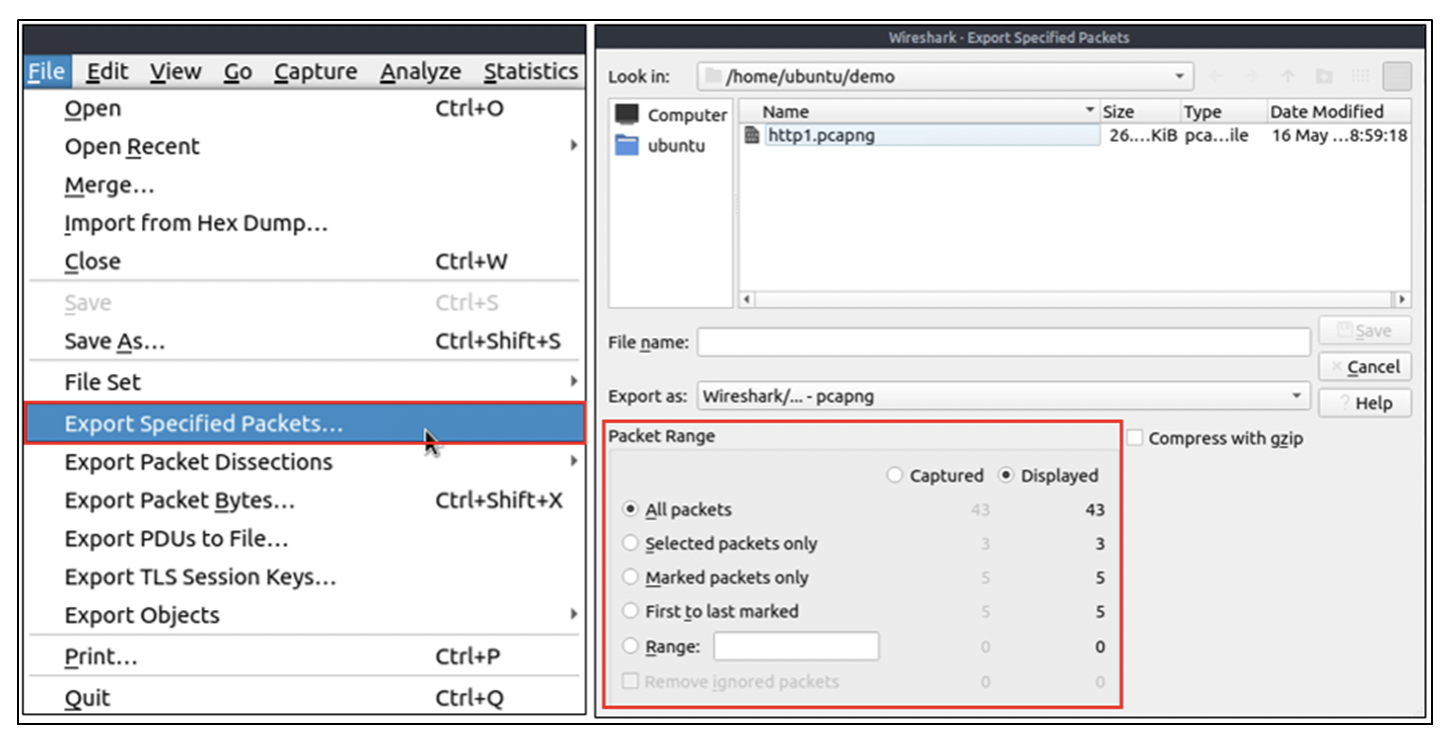 File Edit View Go Capture Analyze Statistics
Open Ctrl+O
Open Recent
Merge...
Import from Hex Dump...
Close Ctrl+W
Save Ctrl+S
Save As... Ctrl+Shift+S
File Set
Export Specified Packets...
Export Packet Dissections
Export Packet Bytes... Ctrl+Shift+X
Export PDUs to File...
Export TLS Session Keys...
Export Objects
Print... Ctrl+P
Quit Ctrl+Q
Wireshark · Export Specified Packets
Look in: /home/ubuntu/demo
Computer
ubuntu
Name Size Type Date Modified
http1.pcapng 26....KiB pca...ile 16 May ...8:59:18
File name: Save
Cancel
Export as: Wireshark/... - pcapng Help
Packet Range Compress with gzip
Captured Displayed
All packets 43 43
Selected packets only 3 3
Marked packets only 5 5
First to last marked 5 5
Range: 0 0
Remove ignored packets 0 0